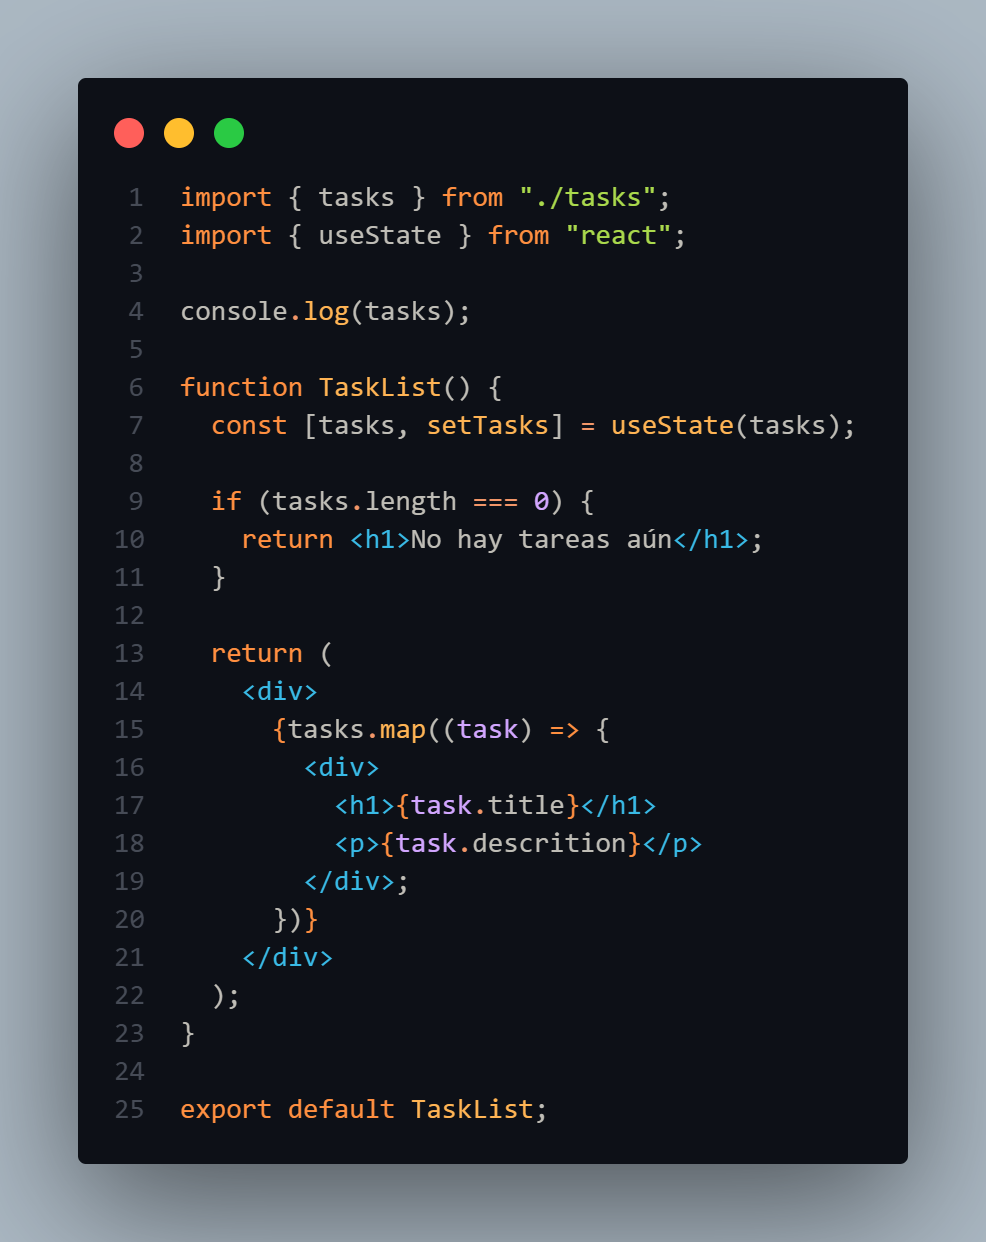 1 import { tasks } from "./tasks";
2 import { useState } from "react";
3
4 console.log(tasks);
5
6 function TaskList() {
7   const [tasks, setTasks] = useState(tasks);
8
9   if (tasks.length === 0) {
10     return <h1>No hay tareas aún</h1>;
11   }
12
13   return (
14     <div>
15       {tasks.map((task) => {
16         <div>
17           <h1>{task.title}</h1>
18           <p>{task.descrition}</p>
19         </div>;
20       })}
21     </div>
22   );
23 }
24
25 export default TaskList;